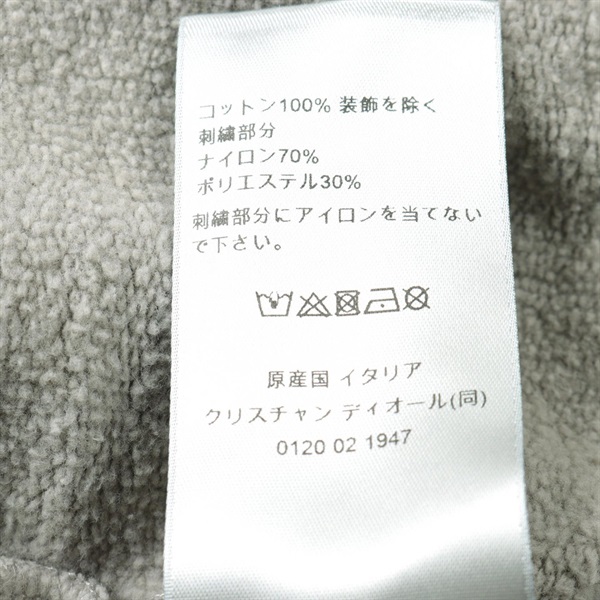 コットン100% 装飾を除く
刺繍部分
ナイロン70%
ポリエステル30%
刺繍部分にアイロンを当てない
で下さい。
原産国 イタリア
クリスチャン ディオール(同)
0120 02 1947